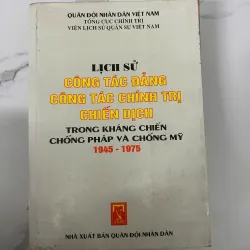 QUÂN ĐỘI NHÂN DÂN VIỆT NAM
TỔNG CỤC CHÍNH TRỊ
VIỆN LỊCH SỬ QUÂN SỰ VIỆT NAM
LỊCH SỬ
CÔNG TÁC ĐẢNG
CÔNG TÁC CHÍNH TRỊ
CHIẾN DỊCH
TRONG KHÁNG CHIẾN
CHỐNG PHÁP VÀ CHỐNG MỸ
1945 - 1975
NHÀ XUẤT BẢN QUÂN ĐỘI NHÂN DÂN